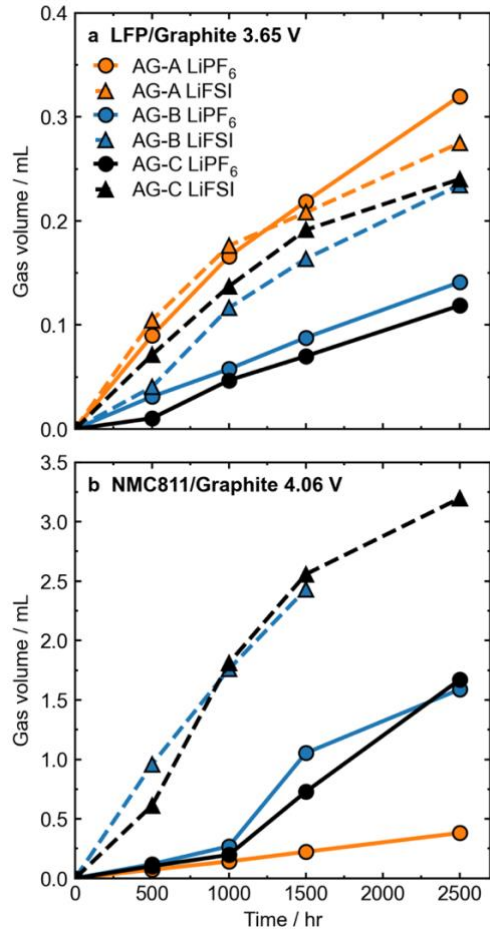 a LFP/Graphite 3.65 V
AG-A LiPF₆
AG-A LiFSI
AG-B LiPF₆
AG-B LiFSI
AG-C LiPF₆
AG-C LiFSI
Gas volume / mL
0.4
0.3
0.2
0.1
0.0
b NMC811/Graphite 4.06 V
Gas volume / mL
3.5
3.0
2.5
2.0
1.5
1.0
0.5
0.0
0 500 1000 1500 2000 2500
Time / hr